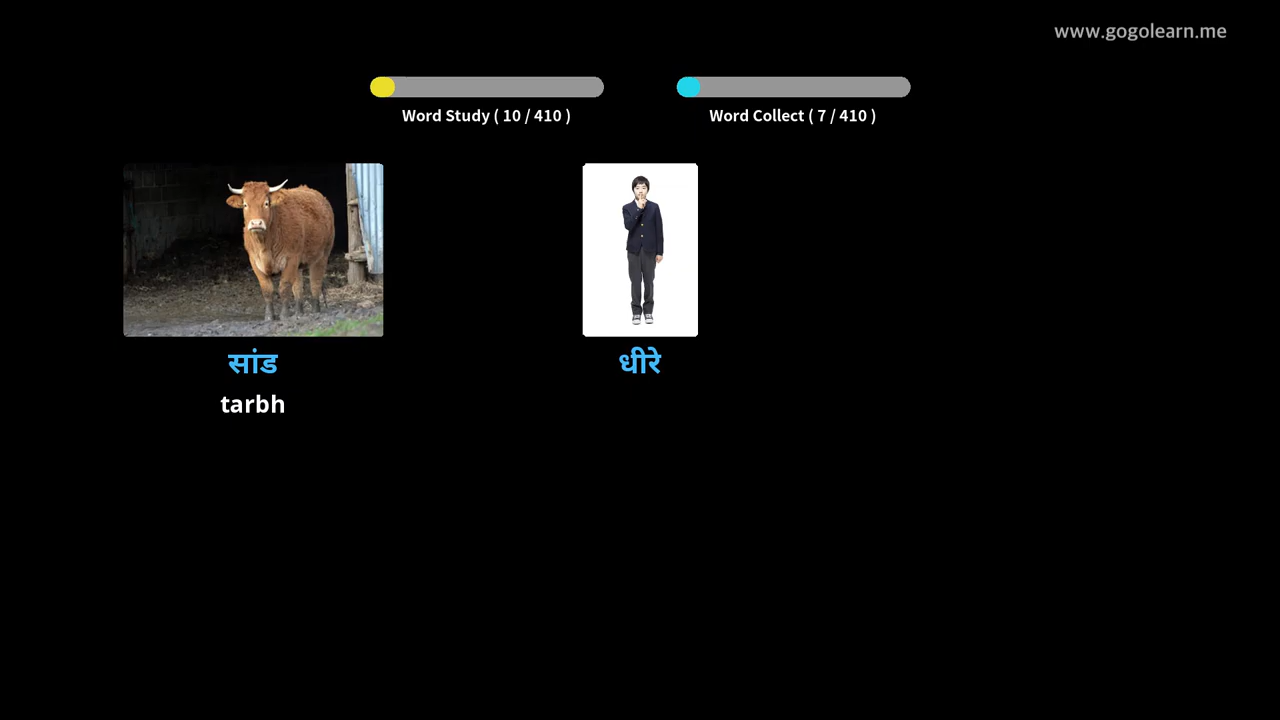 www.gogolearn.me
Word Study ( 10 / 410 )
Word Collect ( 7 / 410 )
सांड
धीरे
tarbh